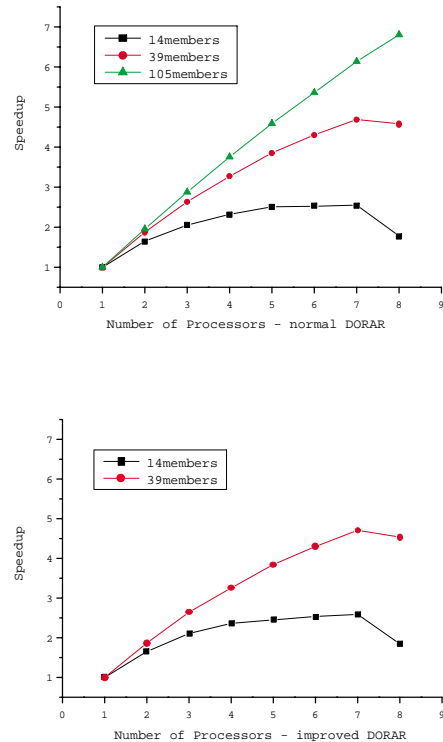 7
6
5
4
3
2
1
Speedup
14members
39members
105members
0 1 2 3 4 5 6 7 8 9
Number of Processors - normal DORAR
7
6
5
4
3
2
1
Speedup
14members
39members
0 1 2 3 4 5 6 7 8 9
Number of Processors - improved DORAR